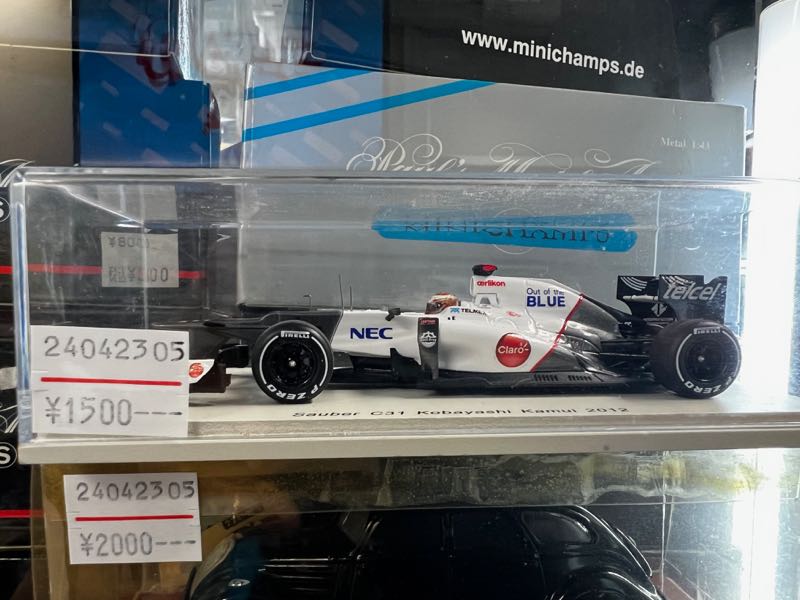 www.minichamps.de
Metal 1:43
Out of the
BLUE
oerlikon
TELMEX
Telcel
NEC
Claro
PIRELLI
P ZERO
PIRELLI
P ZERO
Sauber C31 Kobayashi Kamui 2012
24042305
¥1500---
24042305
¥2000---